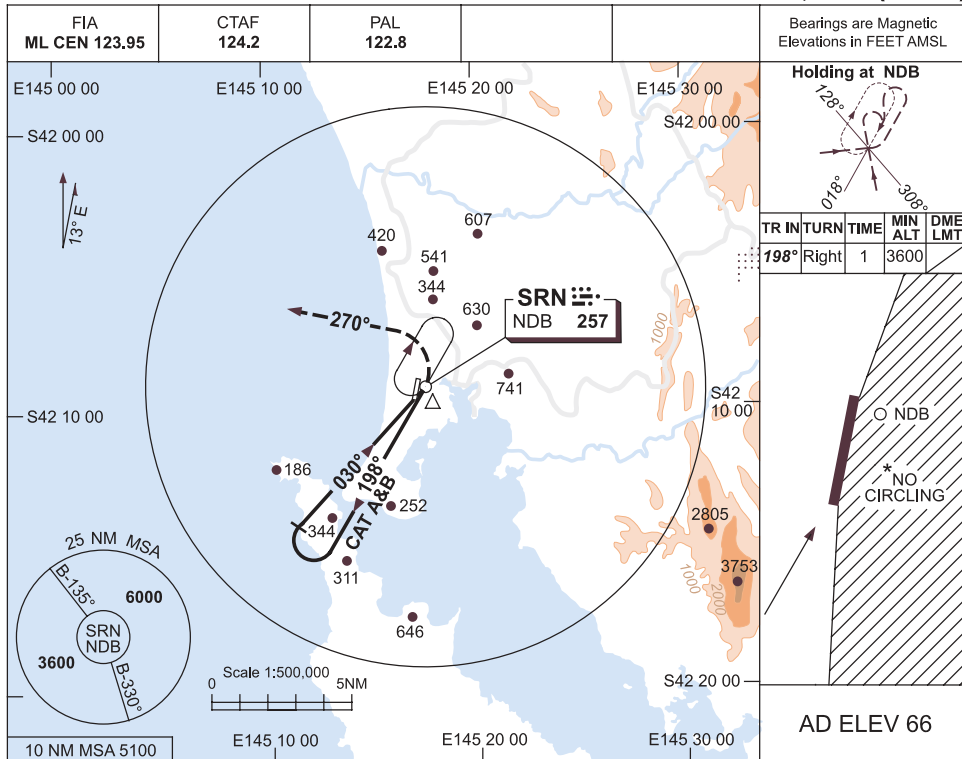 FIA
ML CEN 123.95
CTAF
124.2
PAL
122.8
Bearings are Magnetic
Elevations in FEET AMSL
E145 00 00
E145 10 00
E145 20 00
E145 30 00
S42 00 00
S42 00 00
13° E
Holding at NDB
128°
018°
308°
TR IN TURN TIME MIN ALT DME LMT
198° Right 1 3600
607
420
541
344
630
SRN
NDB 257
270°
1000
741
S42 10 00
S42 10 00
NDB
*NO
CIRCLING
186
030°
198°
CAT A&B
252
344
311
2805
3753
1000
2000
646
25 NM MSA
B-135°
6000
SRN
NDB
3600
B-330°
Scale 1:500,000
0 5NM
S42 20 00
10 NM MSA 5100
E145 10 00
E145 20 00
E145 30 00
AD ELEV 66